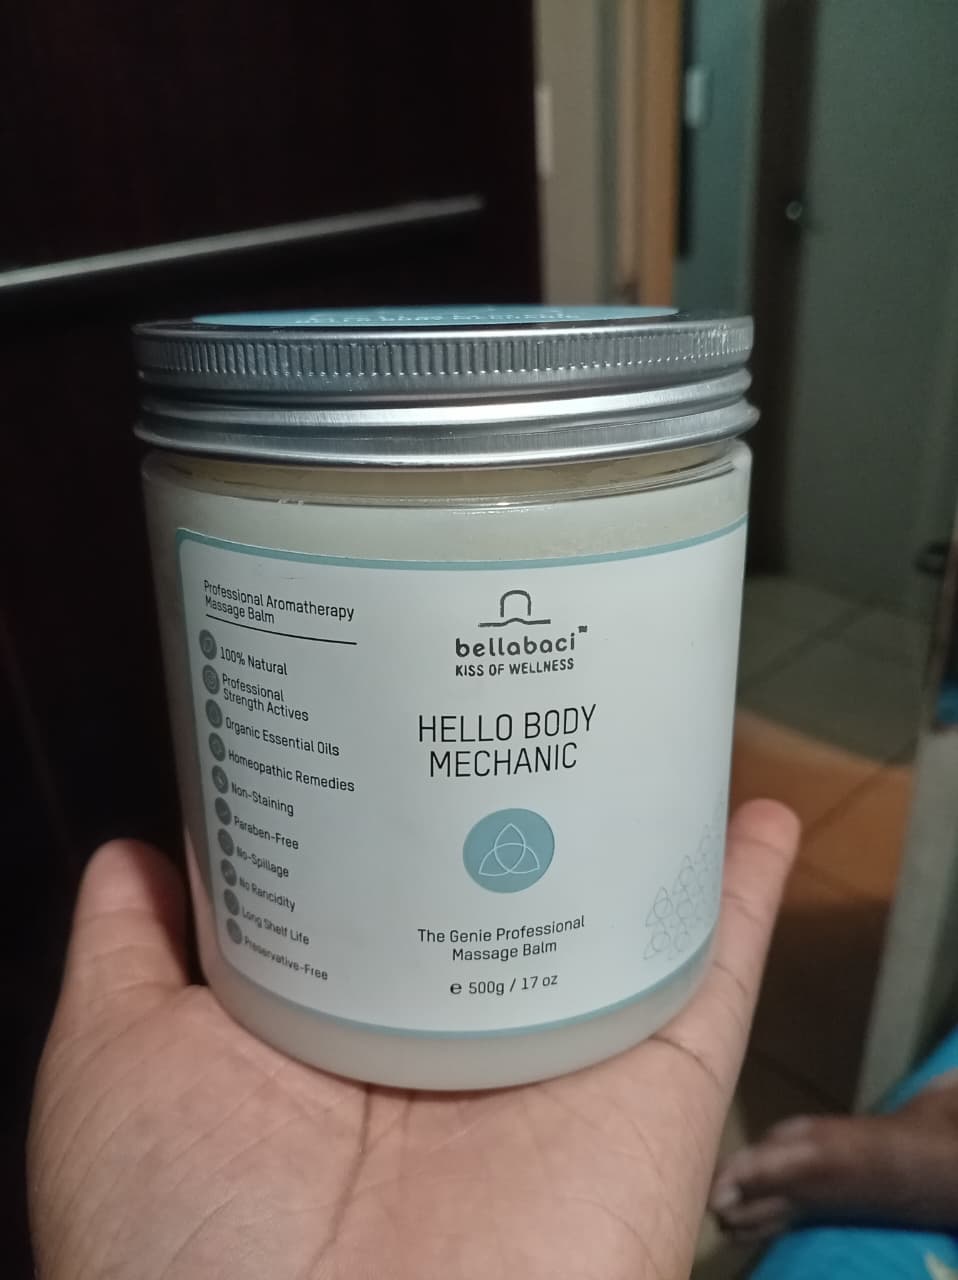 Professional Aromatherapy
Massage Balm
100% Natural
Professional
Strength Actives
Organic Essential Oils
Homeopathic Remedies
Non-Staining
Paraben-Free
No-Spillage
No Rancidity
Long Shelf Life
Preservative-Free
bellabaci™
KISS OF WELLNESS
HELLO BODY
MECHANIC
The Genie Professional
Massage Balm
℮ 500g / 17 oz